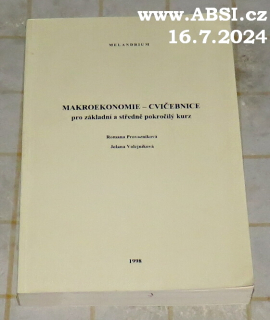 www.ABSI.cz
16.7.2024
MELANDRIUM
MAKROEKONOMIE – CVIČEBNICE
pro základní a středně pokročilý kurz
Romana Provazníková
Jolana Volejníková
1998